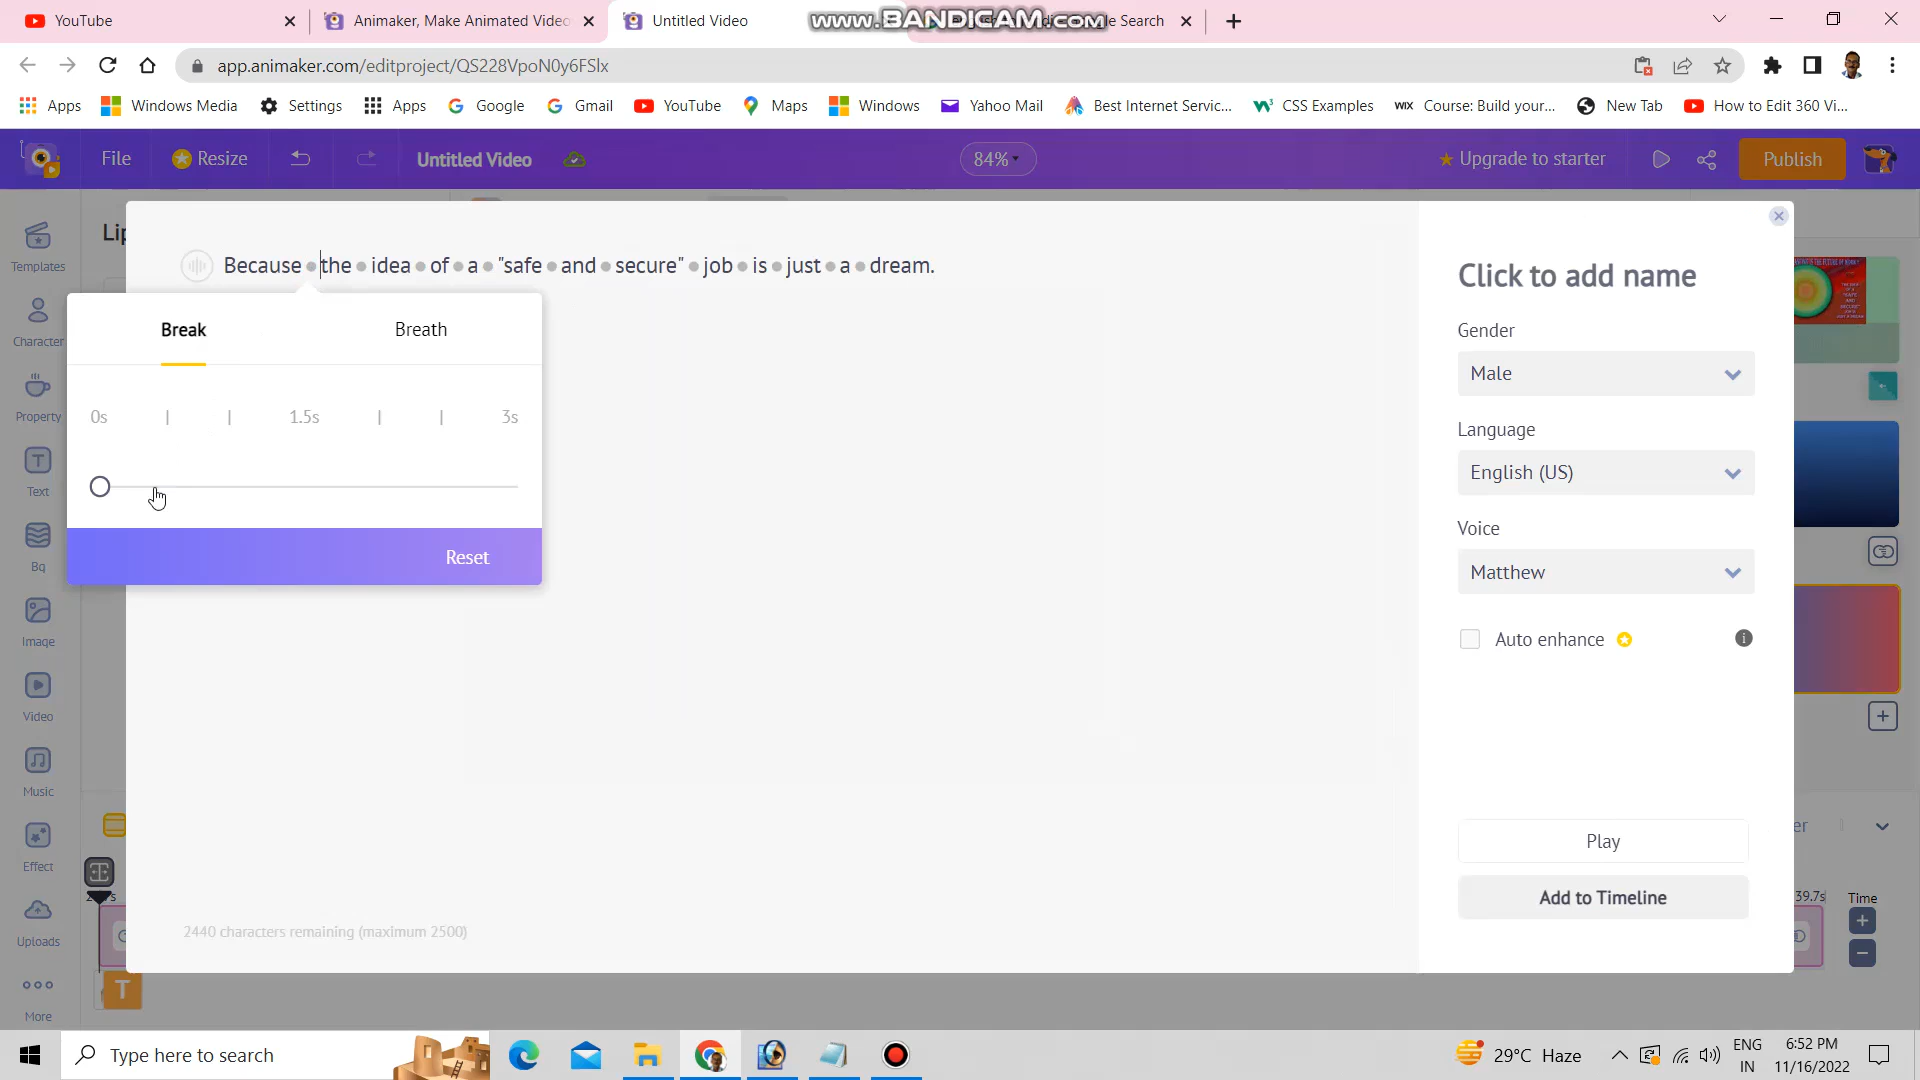 YouTube
Animaker, Make Animated Video
Untitled Video
www.BANDICAM.com
Search
app.animaker.com/editproject/QS228VpoN0y6FSlx
Apps
Windows Media
Settings
Apps
Google
Gmail
YouTube
Maps
Windows
Yahoo Mail
Best Internet Servic...
CSS Examples
WIX
Course: Build your...
New Tab
How to Edit 360 Vi...
File
Resize
Untitled Video
84%
Upgrade to starter
Publish
Templates
Character
Property
Text
Bg
Image
Video
Music
Effect
Uploads
More
Lip
Because the idea of a "safe and secure" job is just a dream.
Break
Breath
0s
1.5s
3s
Reset
2440 characters remaining (maximum 2500)
Click to add name
Gender
Male
Language
English (US)
Voice
Matthew
Auto enhance
Play
Add to Timeline
39.7s
Time
T
Type here to search
29°C Haze
ENG
IN
6:52 PM
11/16/2022